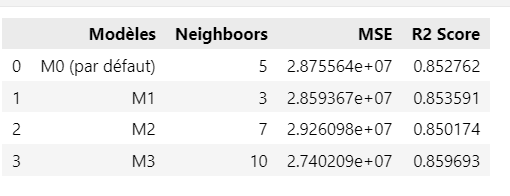 Modèles Neighboors MSE R2 Score
0 M0 (par défaut) 5 2.875564e+07 0.852762
1 M1 3 2.859367e+07 0.853591
2 M2 7 2.926098e+07 0.850174
3 M3 10 2.740209e+07 0.859693